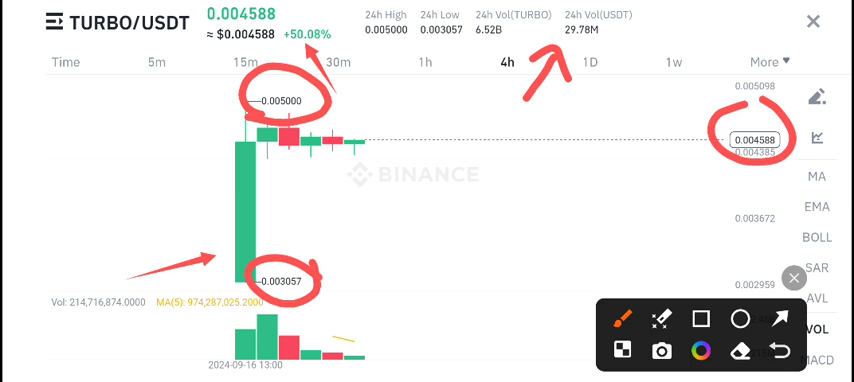 TURBO/USDT
0.004588
≈ $0.004588 +50.08%
24h High 24h Low 24h Vol(TURBO) 24h Vol(USDT)
0.005000 0.003057 6.52B 29.78M
Time 5m 15m 30m 1h 4h 1D 1w More
0.005098
0.005000
0.004588
0.004385
BINANCE
MA
EMA
0.003672
BOLL
SAR
0.003057
0.002959
AVL
Vol: 214,716,874.0000 MA(5): 974,287,025.2000
VOL
MACD
2024-09-16 13:00